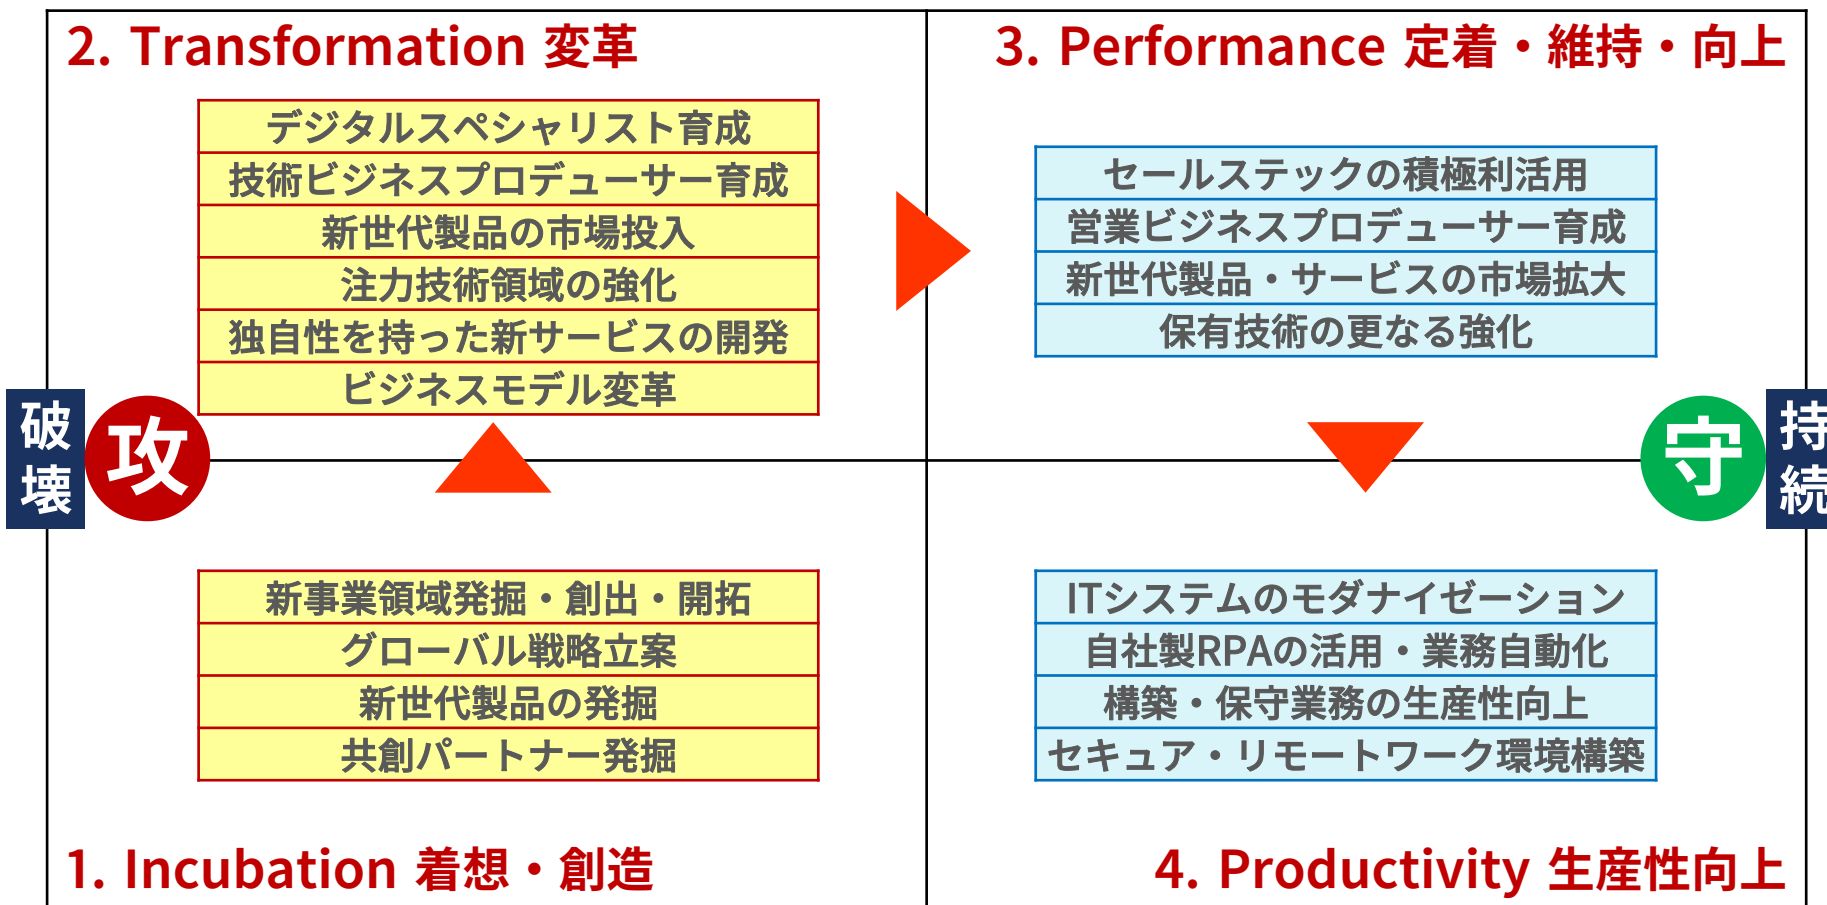 2. Transformation 変革
デジタルスペシャリスト育成
技術ビジネスプロデューサー育成
新世代製品の市場投入
注力技術領域の強化
独自性を持った新サービスの開発
ビジネスモデル変革
3. Performance 定着・維持・向上
セールステックの積極利活用
営業ビジネスプロデューサー育成
新世代製品・サービスの市場拡大
保有技術の更なる強化
破壊
攻
守
持続
新事業領域発掘・創出・開拓
グローバル戦略立案
新世代製品の発掘
共創パートナー発掘
1. Incubation 着想・創造
ITシステムのモダナイゼーション
自社製RPAの活用・業務自動化
構築・保守業務の生産性向上
セキュア・リモートワーク環境構築
4. Productivity 生産性向上